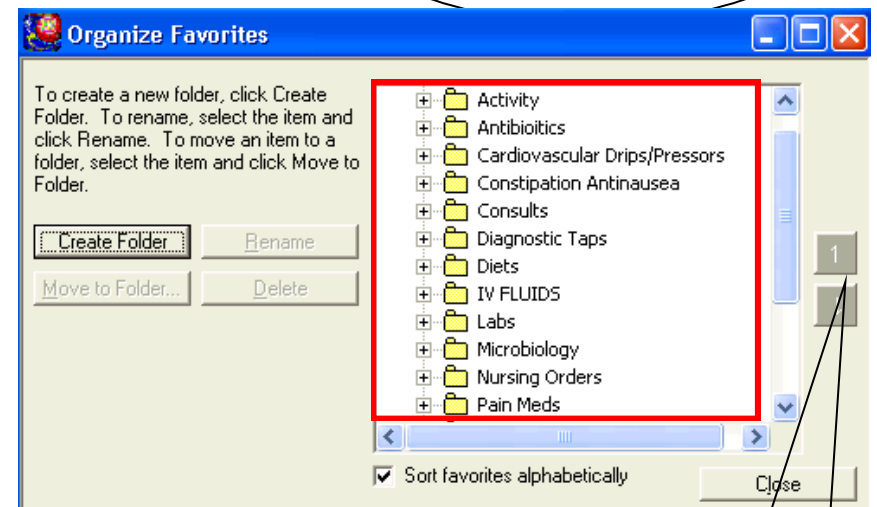 Organize Favorites
To create a new folder, click Create
Folder. To rename, select the item and
click Rename. To move an item to a
folder, select the item and click Move to
Folder.
Create Folder
Rename
Move to Folder...
Delete
Activity
Antibioitics
Cardiovascular Drips/Pressors
Constipation Antinausea
Consults
Diagnostic Taps
Diets
IV FLUIDS
Labs
Microbiology
Nursing Orders
Pain Meds
1
Sort favorites alphabetically
Close